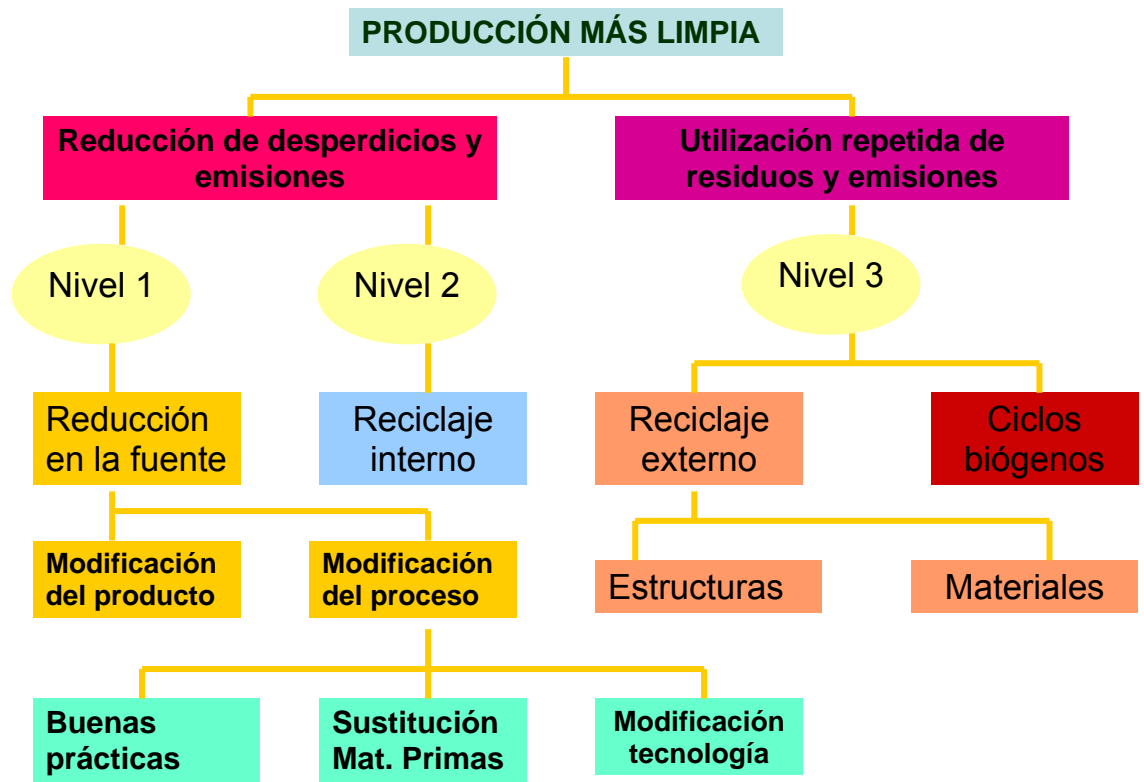 PRODUCCIÓN MÁS LIMPIA
Reducción de desperdicios y
emisiones
Utilización repetida de
residuos y emisiones
Nivel 1
Nivel 2
Nivel 3
Reducción
en la fuente
Reciclaje
interno
Reciclaje
externo
Ciclos
biógenos
Modificación
del producto
Modificación
del proceso
Estructuras
Materiales
Buenas
prácticas
Sustitución
Mat. Primas
Modificación
tecnología